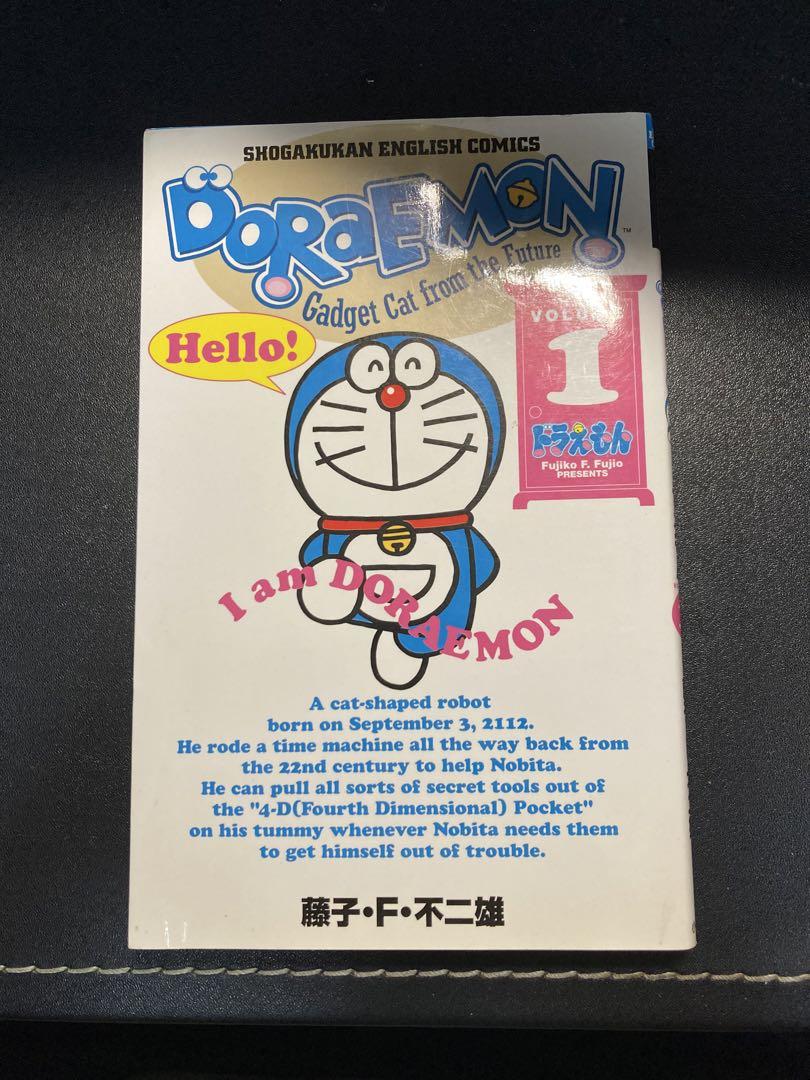 SHOGAKUKAN ENGLISH COMICS
DORAEMON
™
Gadget Cat from the Future
Hello!
1
ドラえもん
Fujiko F. Fujio
PRESENTS
I am DORAEMON
A cat-shaped robot
born on September 3, 2112.
He rode a time machine all the way back from
the 22nd century to help Nobita.
He can pull all sorts of secret tools out of
the "4-D(Fourth Dimensional) Pocket"
on his tummy whenever Nobita needs them
to get himself out of trouble.
藤子・F・不二雄